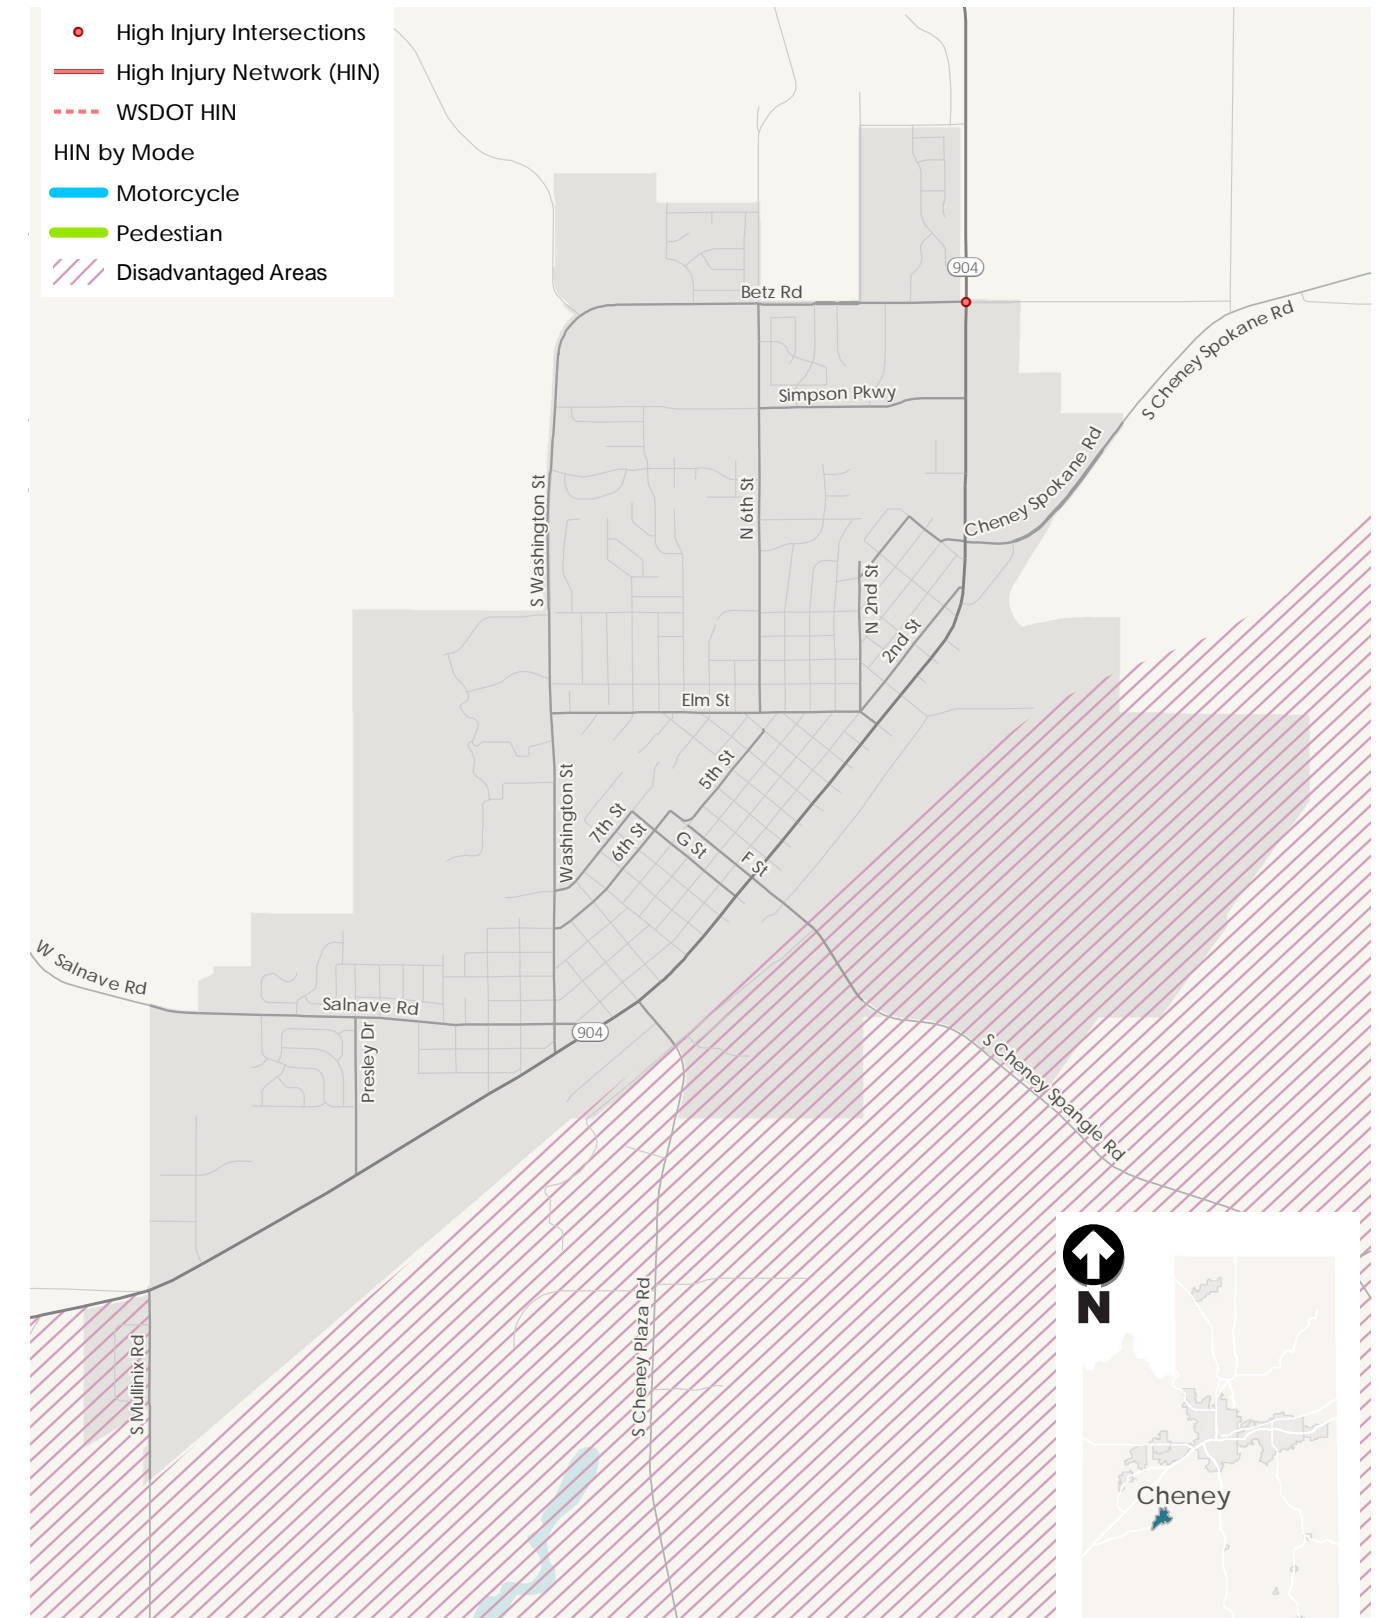 High Injury Intersections
High Injury Network (HIN)
WSDOT HIN
HIN by Mode
Motorcycle
Pedestian
Disadvantaged Areas
904
Betz Rd
S Cheney Spokane Rd
Simpson Pkwy
Cheney Spokane Rd
S Washington St
N 6th St
N 2nd St
2nd St
Elm St
5th St
Washington St
7th St
6th St
G St
F St
W Salnave Rd
Salnave Rd
904
Presley Dr
S Cheney Spangle Rd
S Mullinix Rd
S Cheney Plaza Rd
N
Cheney